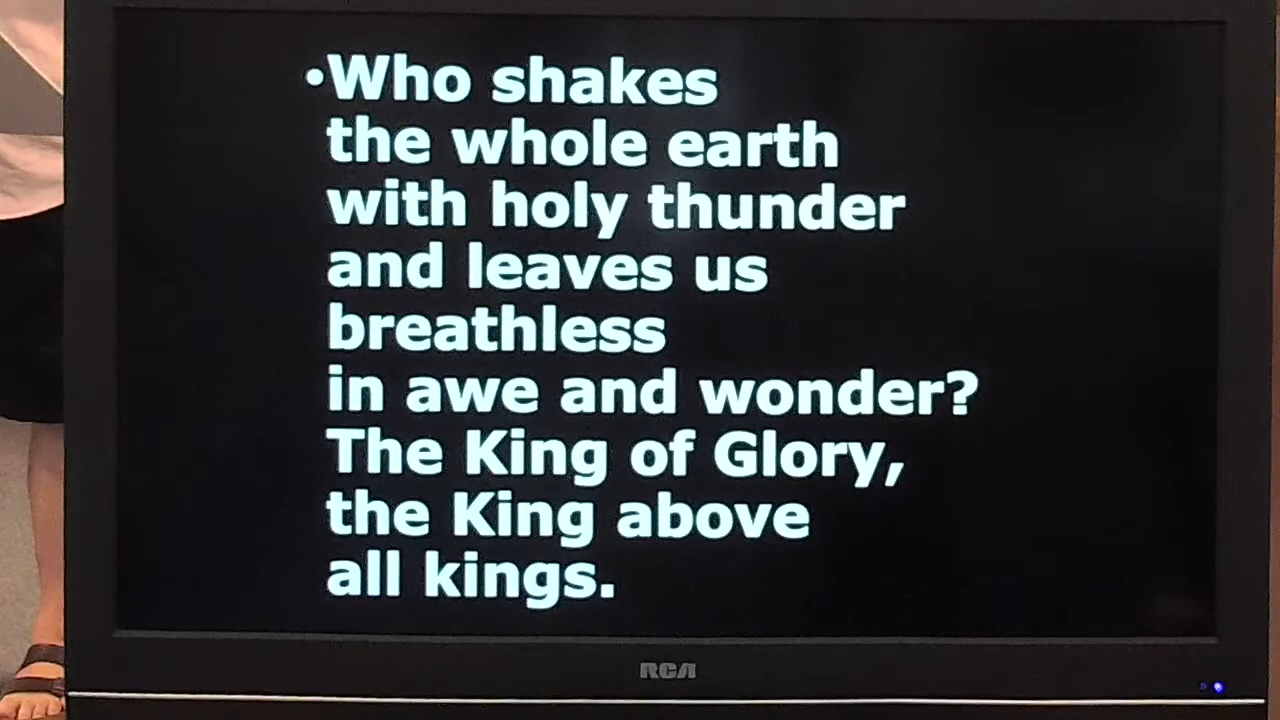 •Who shakes
the whole earth
with holy thunder
and leaves us
breathless
in awe and wonder?
The King of Glory,
the King above
all kings.
RCA